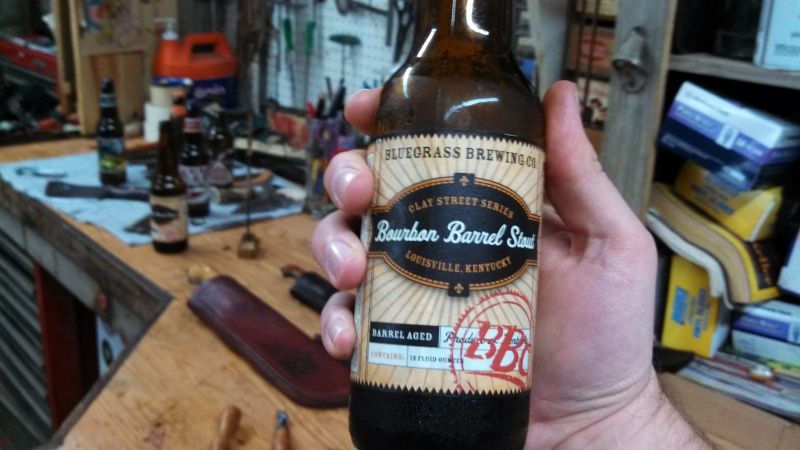 BLUEGRASS BREWING CO.
CLAY STREET SERIES
Bourbon Barrel Stout
LOUISVILLE, KENTUCKY
BARREL AGED
CONTAINS: 12 FLUID OUNCES
BBC